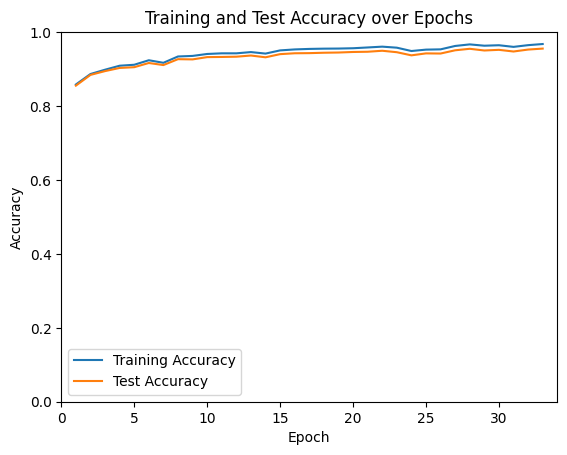 Training and Test Accuracy over Epochs
1.0
0.8
0.6
0.4
0.2
0.0
Accuracy
Training Accuracy
Test Accuracy
0 5 10 15 20 25 30
Epoch